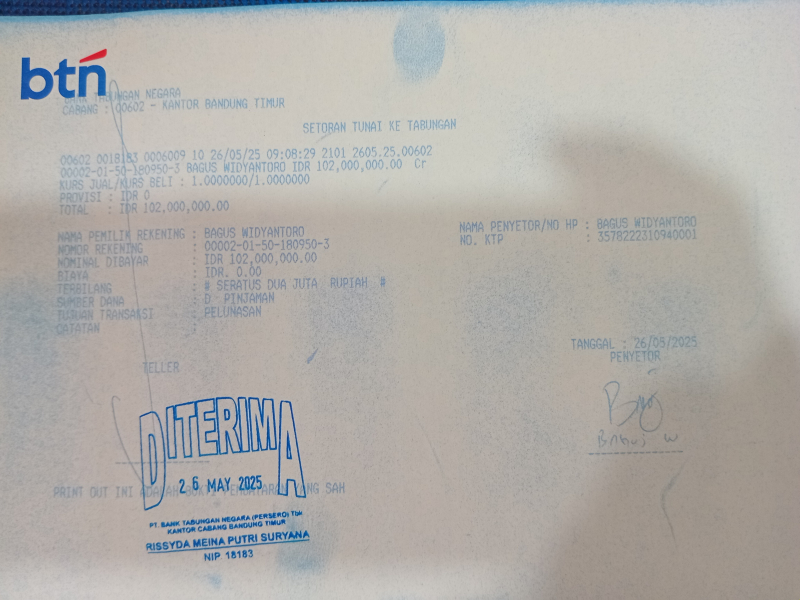 btn
BANK TABUNGAN NEGARA
CABANG : 00602 - KANTOR BANDUNG TIMUR
SETORAN TUNAI KE TABUNGAN
00602 0018183 0006009 10 26/05/25 09:08:29 2101 2605.25.00602
00002-01-50-180950-3 BAGUS WIDYANTORO IDR 102,000,000.00 Cr
KURS JUAL/KURS BELI : 1.0000000/1.0000000
PROVISI : IDR 0
TOTAL : IDR 102,000,000.00
NAMA PEMILIK REKENING : BAGUS WIDYANTORO
NOMOR REKENING : 00002-01-50-180950-3
NOMINAL DIBAYAR : IDR 102,000,000.00
BIAYA : IDR. 0.00
TERBILANG : # SERATUS DUA JUTA RUPIAH #
SUMBER DANA : D PINJAMAN
TUJUAN TRANSAKSI : PELUNASAN
CATATAN :
NAMA PENYETOR/NO HP : BAGUS WIDYANTORO
NO. KTP : 3578222310940001
TANGGAL : 26/05/2025
PENYETOR
TELLER
DITERIMA
26 MAY 2025
PRINT OUT INI ADALAH BUKTI PEMBAYARAN YANG SAH
PT. BANK TABUNGAN NEGARA (PERSERO) Tbk
KANTOR CABANG BANDUNG TIMUR
RISSYDA MEINA PUTRI SURYANA
NIP 18183